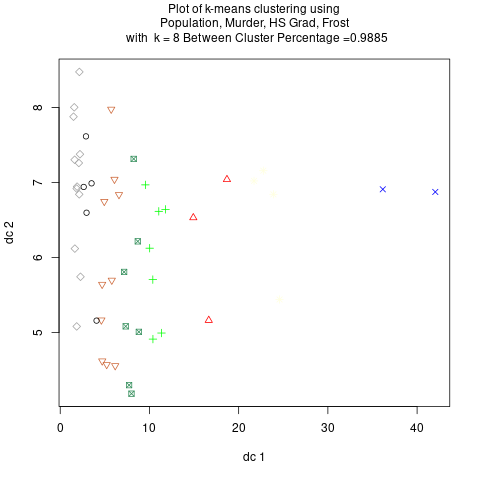 Plot of k-means clustering using
Population, Murder, HS Grad, Frost
with k = 8 Between Cluster Percentage =0.9885
8
7
6
5
dc 2
0 10 20 30 40
dc 1